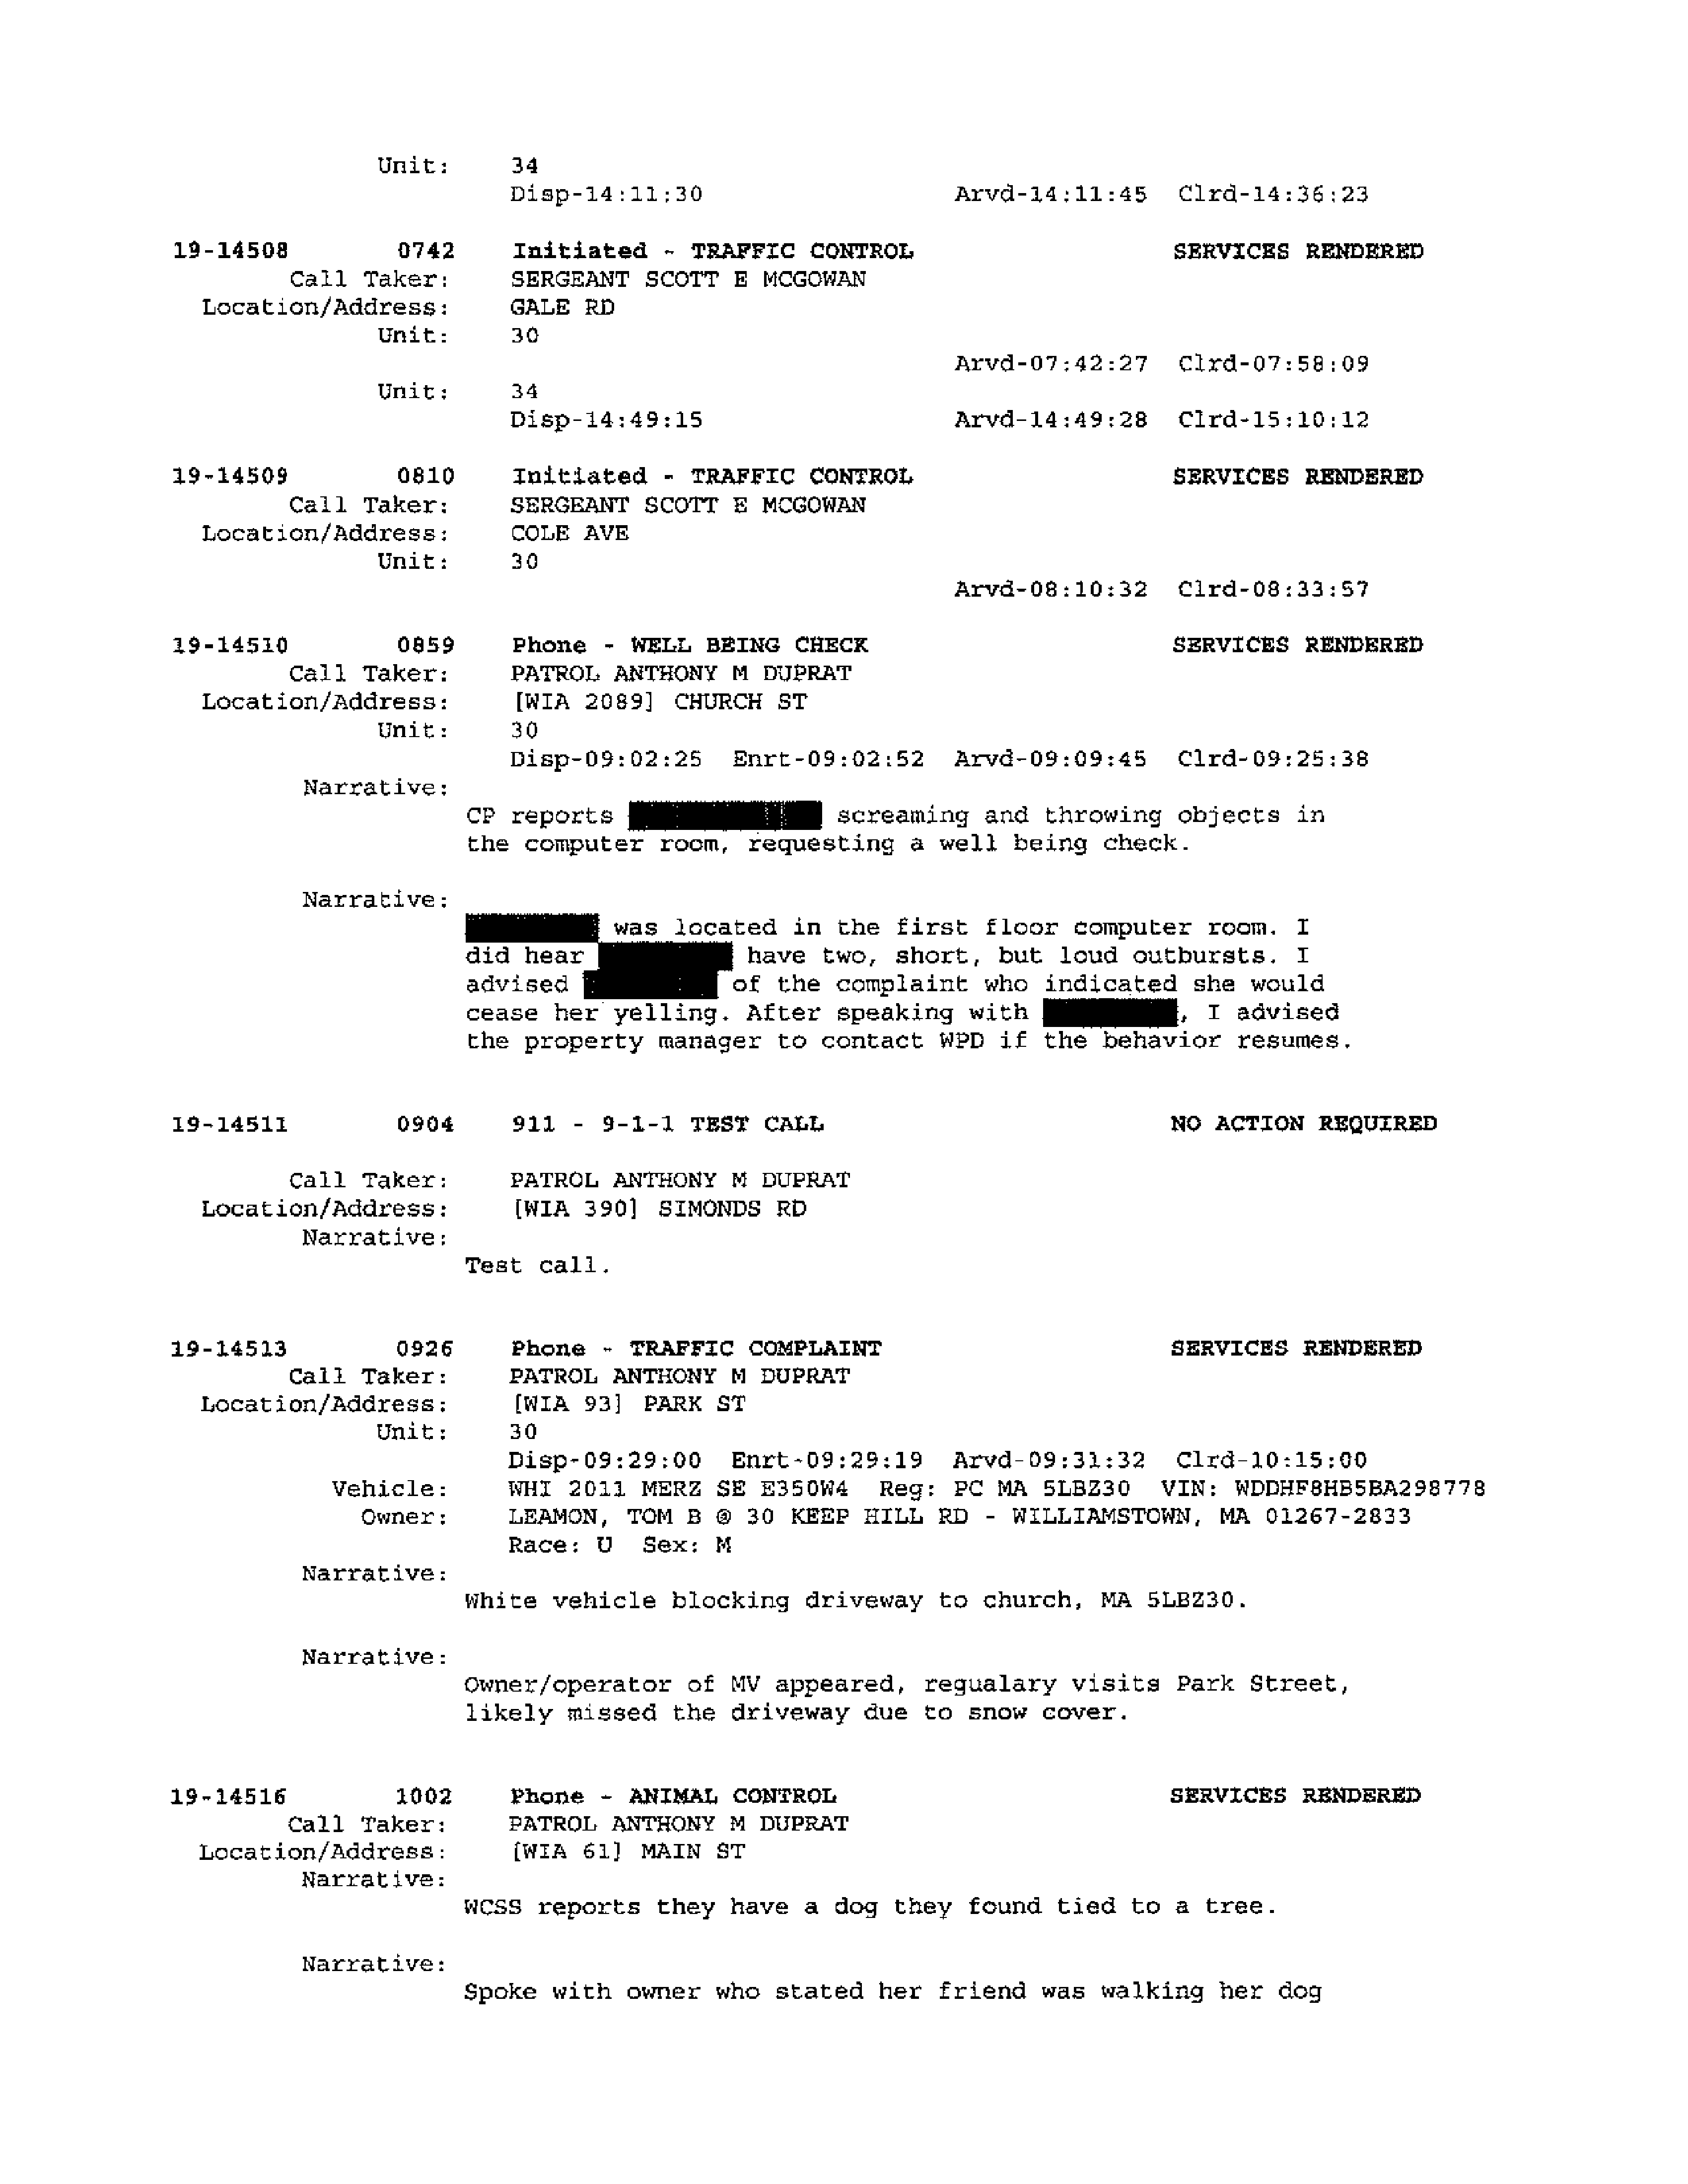 Unit: 34
Disp-14:11:30 Arvd-14:11:45 Clrd-14:36:23
19-14508 0742 Initiated - TRAFFIC CONTROL SERVICES RENDERED
Call Taker: SERGEANT SCOTT E MCGOWAN
Location/Address: GALE RD
Unit: 30
Arvd-07:42:27 Clrd-07:58:09
Unit: 34
Disp-14:49:15 Arvd-14:49:28 Clrd-15:10:12
19-14509 0810 Initiated - TRAFFIC CONTROL SERVICES RENDERED
Call Taker: SERGEANT SCOTT E MCGOWAN
Location/Address: COLE AVE
Unit: 30
Arvd-08:10:32 Clrd-08:33:57
19-14510 0859 Phone - WELL BEING CHECK SERVICES RENDERED
Call Taker: PATROL ANTHONY M DUPRAT
Location/Address: [WIA 2089] CHURCH ST
Unit: 30
Disp-09:02:25 Enrt-09:02:52 Arvd-09:09:45 Clrd-09:25:38
Narrative:
CP reports screaming and throwing objects in
the computer room, requesting a well being check.
Narrative:
was located in the first floor computer room. I
did hear have two, short, but loud outbursts. I
advised of the complaint who indicated she would
cease her yelling. After speaking with , I advised
the property manager to contact WPD if the behavior resumes.
19-14511 0904 911 - 9-1-1 TEST CALL NO ACTION REQUIRED
Call Taker: PATROL ANTHONY M DUPRAT
Location/Address: [WIA 390] SIMONDS RD
Narrative:
Test call.
19-14513 0926 Phone - TRAFFIC COMPLAINT SERVICES RENDERED
Call Taker: PATROL ANTHONY M DUPRAT
Location/Address: [WIA 93] PARK ST
Unit: 30
Disp-09:29:00 Enrt-09:29:19 Arvd-09:31:32 Clrd-10:15:00
Vehicle: WHI 2011 MERZ SE E350W4 Reg: PC MA 5LBZ30 VIN: WDDHF8HB5BA298778
Owner: LEAMON, TOM B @ 30 KEEP HILL RD - WILLIAMSTOWN, MA 01267-2833
Race: U Sex: M
Narrative:
White vehicle blocking driveway to church, MA 5LBZ30.
Narrative:
Owner/operator of MV appeared, regualary visits Park Street,
likely missed the driveway due to snow cover.
19-14516 1002 Phone - ANIMAL CONTROL SERVICES RENDERED
Call Taker: PATROL ANTHONY M DUPRAT
Location/Address: [WIA 61] MAIN ST
Narrative:
WCSS reports they have a dog they found tied to a tree.
Narrative:
Spoke with owner who stated her friend was walking her dog